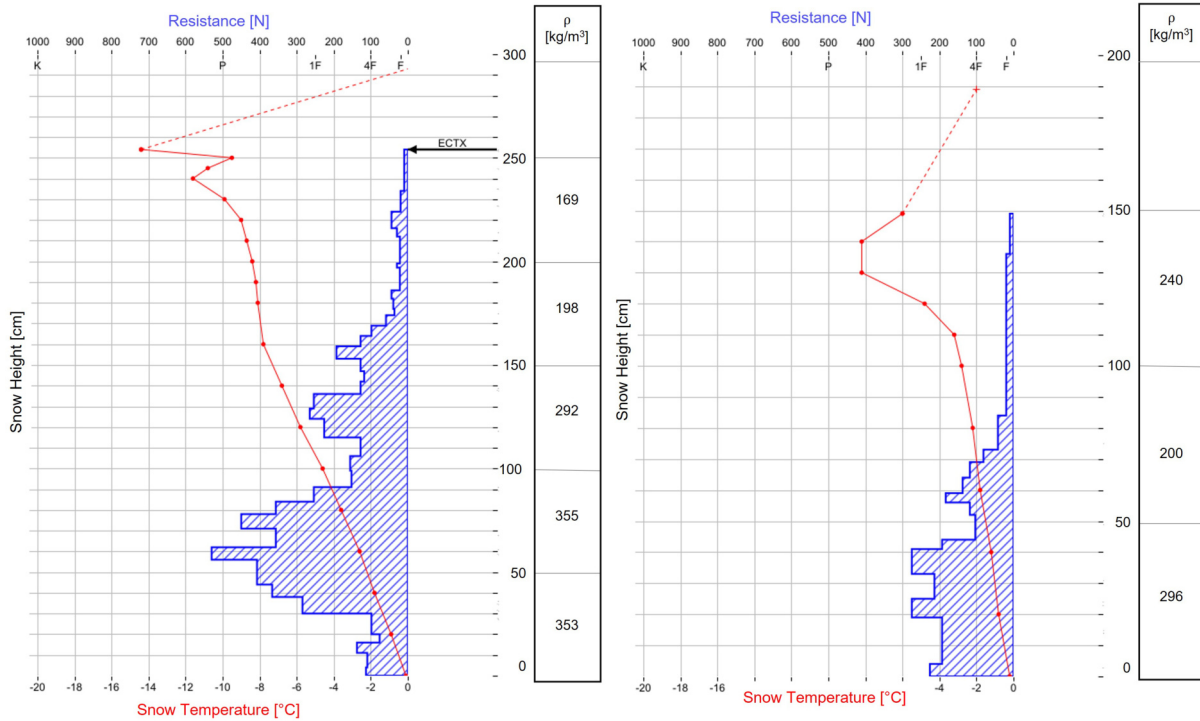 Resistance [N]
1000 900 800 700 600 500 400 300 200 100 0
K P 1F 4F F
300
250
200
150
100
50
0
Snow Height [cm]
ECTX
-20 -18 -16 -14 -12 -10 -8 -6 -4 -2 0
Snow Temperature [°C]
ρ
[kg/m³]
169
198
292
355
353
Resistance [N]
1000 900 800 700 600 500 400 300 200 100 0
K P 1F 4F F
200
150
100
50
0
Snow Height [cm]
-20 -18 -16 -14 -12 -10 -8 -6 -4 -2 0
Snow Temperature [°C]
ρ
[kg/m³]
240
200
296